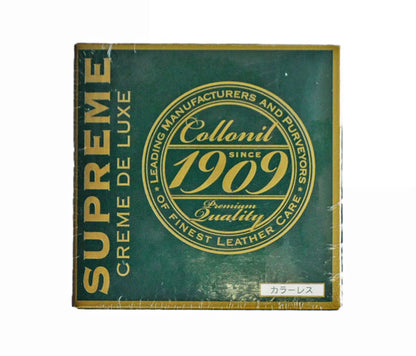 SUPREME
CREME DE LUXE
LEADING MANUFACTURERS AND PURVEYORS
OF FINEST LEATHER CARE
Collonil
SINCE
1909
Premium
Quality
カラーレス